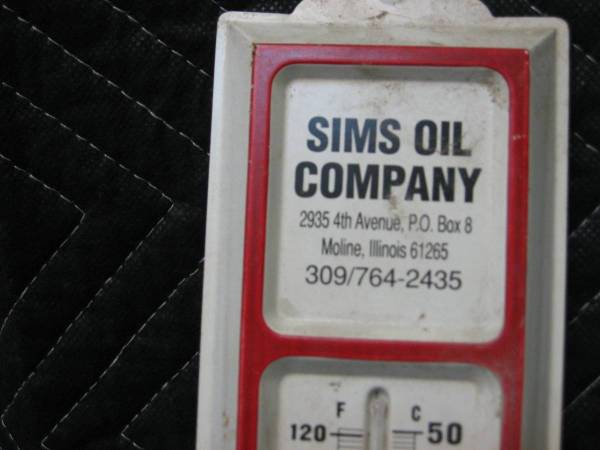 SIMS OIL
COMPANY
2935 4th Avenue, P.O. Box 8
Moline, Illinois 61265
309/764-2435
F C
120 50